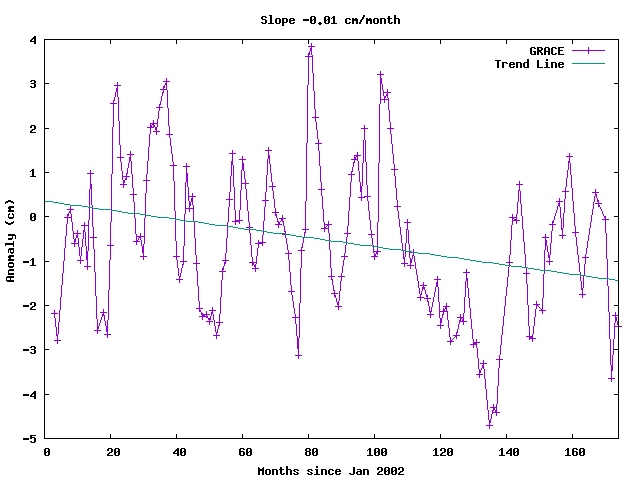 Slope -0.01 cm/month
GRACE
Trend Line
4
3
2
1
0
-1
-2
-3
-4
-5
Anomaly (cm)
0 20 40 60 80 100 120 140 160
Months since Jan 2002